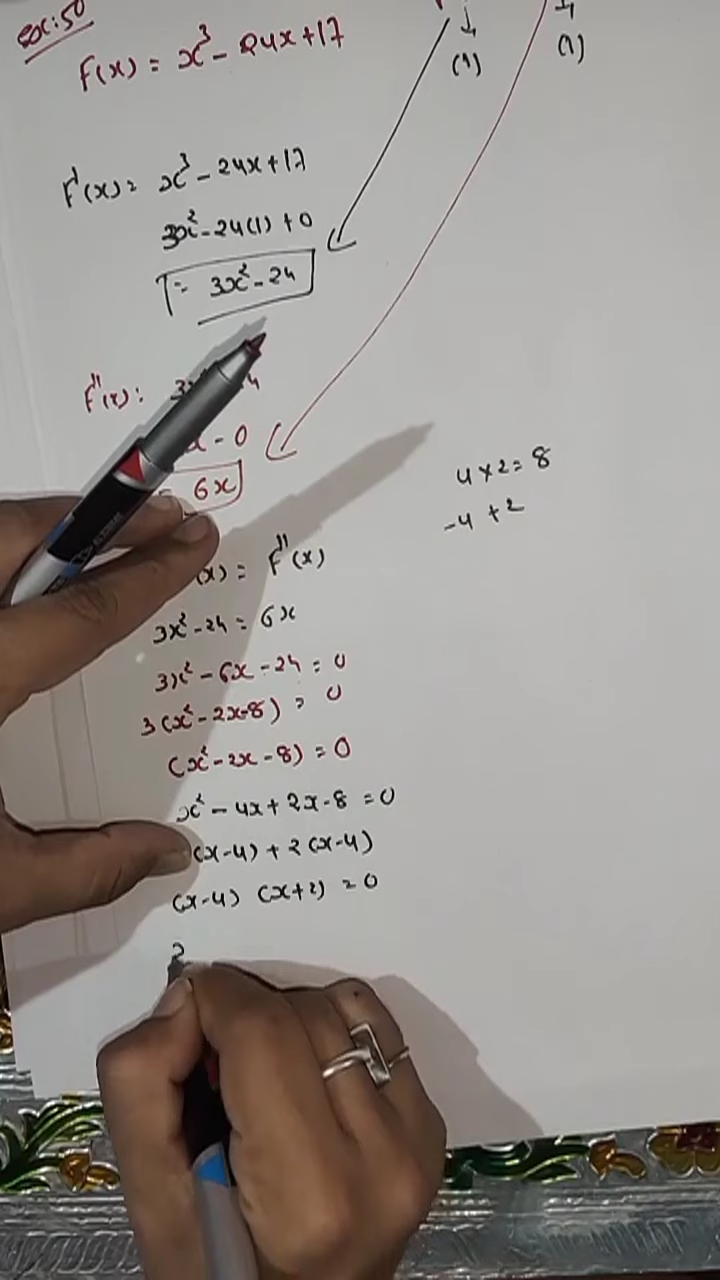 ex:50
F(x) = x³ - 24x+17
(1)
(1)
F'(x) = x³ - 24x+17
3x² - 24(1) + 0
= 3x² - 24
F''(x):
- 0
6x
4 x 2 = 8
-4 + 2
(x) = F''(x)
3x² - 24 = 6x
3x² - 6x - 24 = 0
3(x² - 2x-8) = 0
(x² - 2x - 8) = 0
x² - 4x + 2x - 8 = 0
(x-4) + 2 (x-4)
(x-4) (x+2) = 0